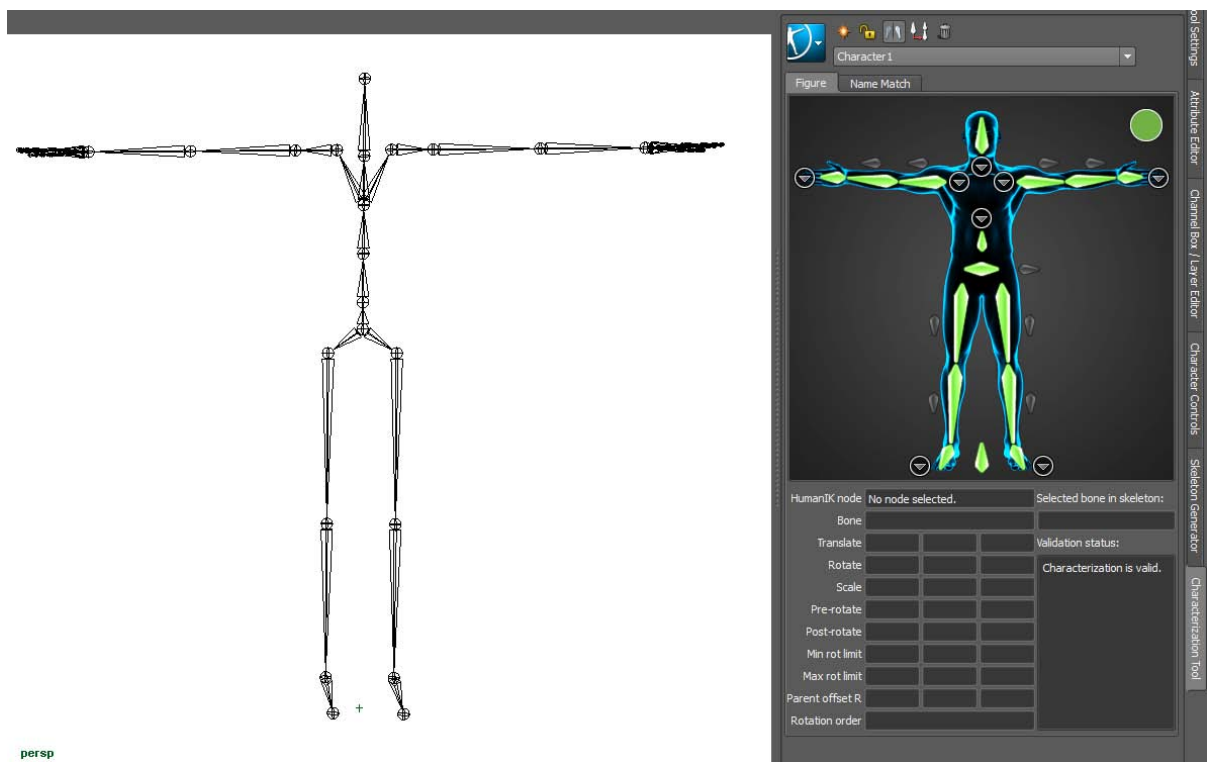 Character1
Figure
Name Match
HumanIK node
No node selected.
Selected bone in skeleton:
Bone
Translate
Validation status:
Rotate
Characterization is valid.
Scale
Pre-rotate
Post-rotate
Min rot limit
Max rot limit
Parent offset R
Rotation order
persp
ool Settings
Attribute Editor
Channel Box / Layer Editor
Character Controls
Skeleton Generator
Characterization Tool